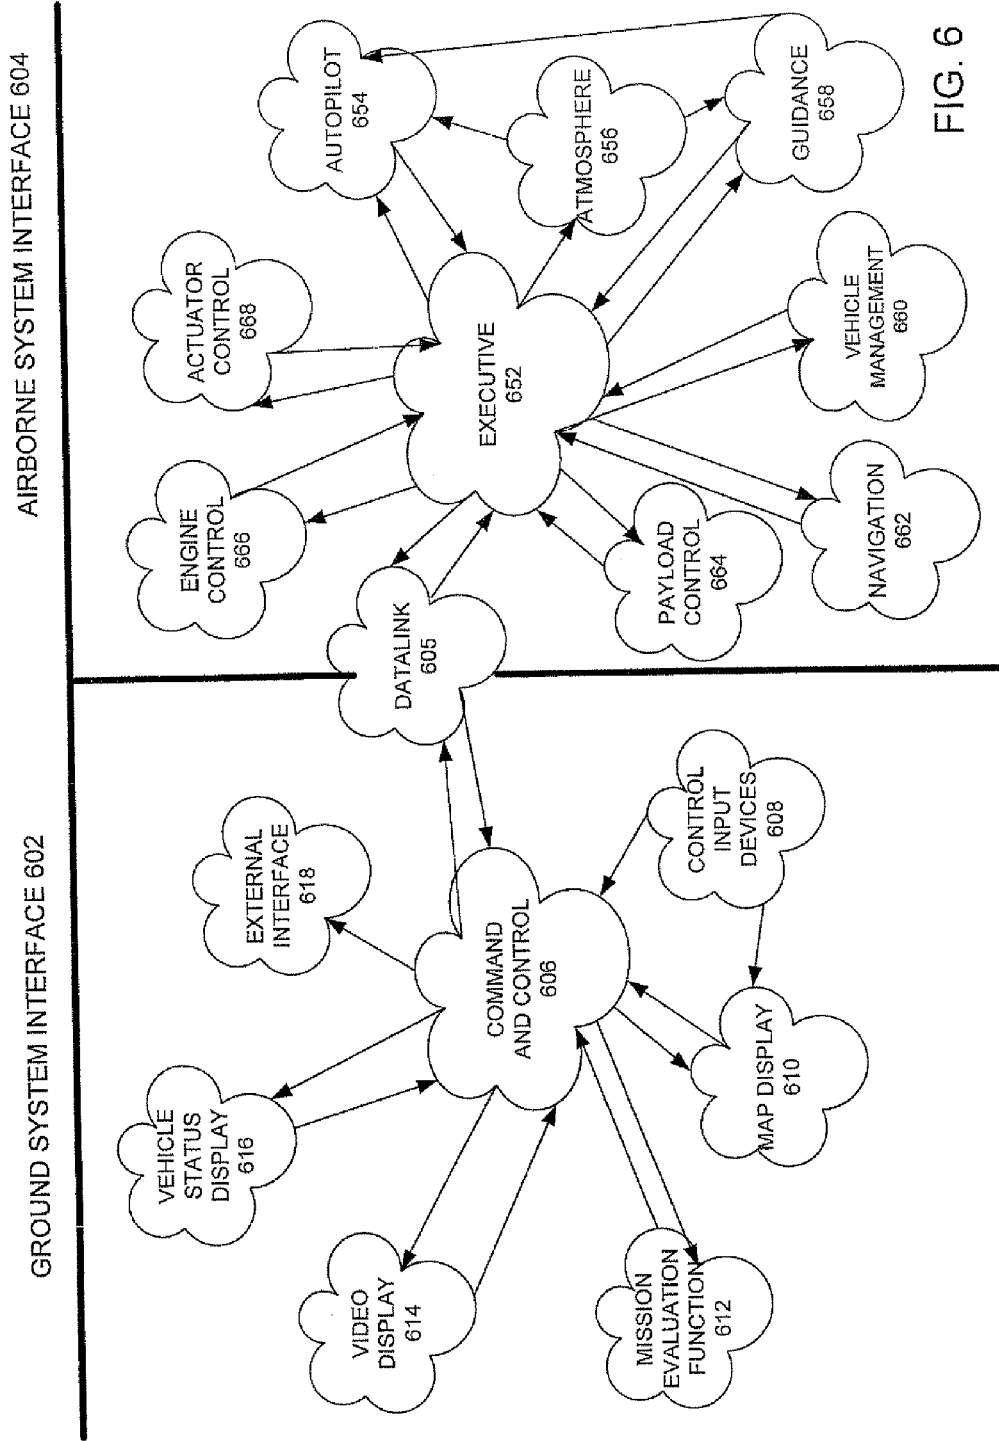 GROUND SYSTEM INTERFACE 602
AIRBORNE SYSTEM INTERFACE 604
VEHICLE
STATUS
DISPLAY
616
EXTERNAL
INTERFACE
618
VIDEO
DISPLAY
614
COMMAND
AND CONTROL
606
MISSION
EVALUATION
FUNCTION
612
MAP DISPLAY
610
CONTROL
INPUT
DEVICES
608
DATALINK
605
ENGINE
CONTROL
666
ACTUATOR
CONTROL
668
AUTOPILOT
654
EXECUTIVE
652
ATMOSPHERE
656
PAYLOAD
CONTROL
664
NAVIGATION
662
VEHICLE
MANAGEMENT
660
GUIDANCE
658
FIG. 6